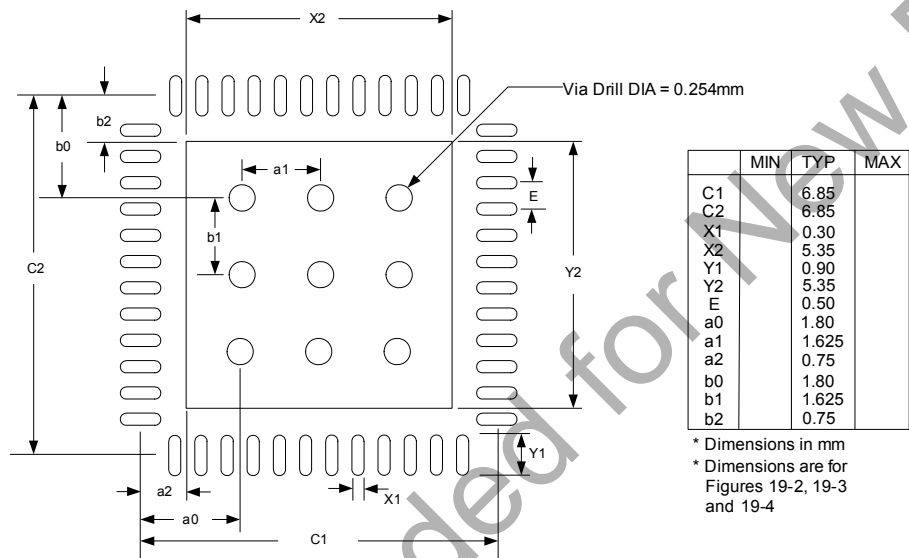 X2
Via Drill DIA = 0.254mm
b2
b0
a1
E
b1
C2
Y2
Y1
X1
a2
a0
C1
MIN TYP MAX
C1 6.85
C2 6.85
X1 0.30
X2 5.35
Y1 0.90
Y2 5.35
E 0.50
a0 1.80
a1 1.625
a2 0.75
b0 1.80
b1 1.625
b2 0.75
* Dimensions in mm
* Dimensions are for
Figures 19-2, 19-3
and 19-4
ded for New